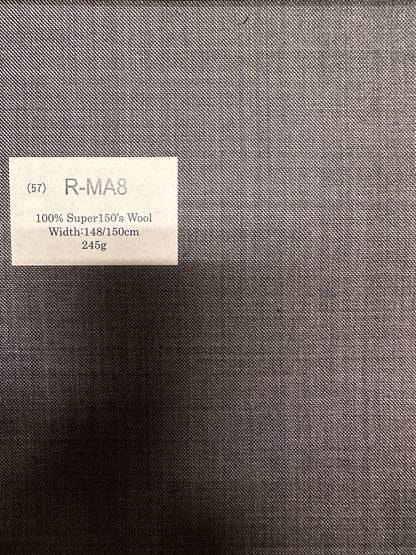 (57) R-MA8
100% Super150's Wool
Width:148/150cm
245g